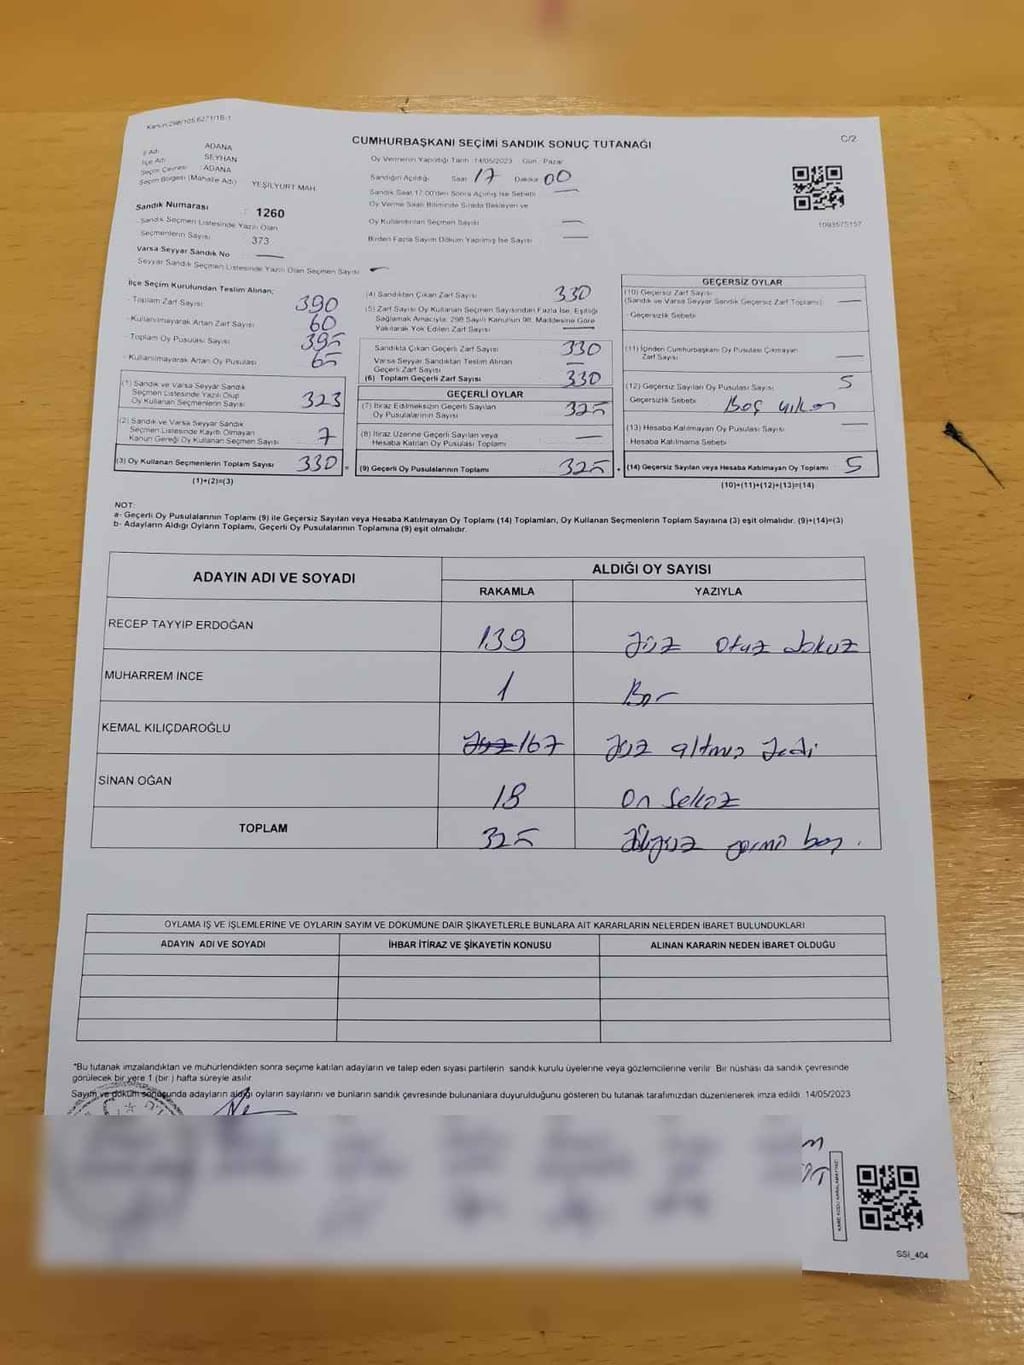 Kanun:298/105,6271/18-1
C/2
CUMHURBAŞKANI SEÇİMİ SANDIK SONUÇ TUTANAĞI
İl Adı : ADANA
İlçe Adı : SEYHAN
Seçim Çevresi : ADANA
Seçim Bölgesi (Mahalle Adı) : YEŞİLYURT MAH.
Sandık Numarası : 1260
Sandık Seçmen Listesinde Yazılı Olan
Seçmenlerin Sayısı : 373
Varsa Seyyar Sandık No : —
Seyyar Sandık Seçmen Listesinde Yazılı Olan Seçmen Sayısı : —
Oy Vermenin Yapıldığı Tarih : 14/05/2023 Gün : Pazar
Sandığın Açıldığı Saat : 17 Dakika : 00
Sandık Saat 17:00'den Sonra Açılmış İse Sebebi : —
Oy Verme Saati Bitiminde Sırada Bekleyen ve
Oy Kullandırılan Seçmen Sayısı : —
Birden Fazla Sayım Döküm Yapılmış İse Sayısı : —
1093575157
İlçe Seçim Kurulundan Teslim Alınan;
- Toplam Zarf Sayısı : 390
- Kullanılmayarak Artan Zarf Sayısı : 60
- Toplam Oy Pusulası Sayısı : 395
- Kullanılmayarak Artan Oy Pusulası : 65
(1) Sandık ve Varsa Seyyar Sandık
Seçmen Listesinde Yazılı Olup
Oy Kullanan Seçmenlerin Sayısı : 323
(2) Sandık ve Varsa Seyyar Sandık
Seçmen Listesinde Kayıtlı Olmayan
Kanun Gereği Oy Kullanan Seçmen Sayısı : 7
(3) Oy Kullanan Seçmenlerin Toplam Sayısı : 330
(1)+(2)=(3)
(4) Sandıktan Çıkan Zarf Sayısı : 330
(5) Zarf Sayısı Oy Kullanan Seçmen Sayısından Fazla İse, Eşitliği
Sağlamak Amacıyla; 298 Sayılı Kanun'un 98. Maddesine Göre
Yakılarak Yok Edilen Zarf Sayısı : —
Sandıkta Çıkan Geçerli Zarf Sayısı : 330
Varsa Seyyar Sandıktan Teslim Alınan
Geçerli Zarf Sayısı : —
(6) Toplam Geçerli Zarf Sayısı : 330
GEÇERLİ OYLAR
(7) İtiraz Edilmeksizin Geçerli Sayılan
Oy Pusulalarının Sayısı : 325
(8) İtiraz Üzerine Geçerli Sayılan veya
Hesaba Katılan Oy Pusulası Toplamı : —
(9) Geçerli Oy Pusulalarının Toplamı : 325
GEÇERSİZ OYLAR
(10) Geçersiz Zarf Sayısı
(Sandık ve Varsa Seyyar Sandık Geçersiz Zarf Toplamı) : —
Geçersizlik Sebebi :
(11) İçinden Cumhurbaşkanı Oy Pusulası Çıkmayan
Zarf Sayısı : —
(12) Geçersiz Sayılan Oy Pusulası Sayısı : 5
Geçersizlik Sebebi : Boş
(13) Hesaba Katılmayan Oy Pusulası Sayısı : —
Hesaba Katılmama Sebebi :
(14) Geçersiz Sayılan veya Hesaba Katılmayan Oy Toplamı : 5
(10)+(11)+(12)+(13)=(14)
NOT:
a- Geçerli Oy Pusulalarının Toplamı (9) ile Geçersiz Sayılan veya Hesaba Katılmayan Oy Toplamı (14) Toplamları, Oy Kullanan Seçmenlerin Toplam Sayısına (3) eşit olmalıdır. (9)+(14)=(3)
b- Adayların Aldığı Oyların Toplamı, Geçerli Oy Pusulalarının Toplamına (9) eşit olmalıdır.
ADAYIN ADI VE SOYADI ALDIĞI OY SAYISI
RAKAMLA YAZIYLA
RECEP TAYYİP ERDOĞAN 139 Yüz otuz dokuz
MUHARREM İNCE 1 Bir
KEMAL KILIÇDAROĞLU 167 Yüz altmış yedi
SİNAN OĞAN 18 On sekiz
TOPLAM 325 Üçyüz yirmi beş.
OYLAMA İŞ VE İŞLEMLERİNE VE OYLARIN SAYIM VE DÖKÜMÜNE DAİR ŞİKAYETLERLE BUNLARA AİT KARARLARIN NELERDEN İBARET BULUNDUKLARI
ADAYIN ADI VE SOYADI İHBAR İTİRAZ VE ŞİKAYETİN KONUSU ALINAN KARARIN NEDEN İBARET OLDUĞU
*Bu tutanak imzalandıktan ve mühürlendikten sonra seçime katılan adayların ve talep eden siyasi partilerin sandık kurulu üyelerine veya gözlemcilerine verilir. Bir nüshası da sandık çevresinde
görülecek bir yere 1 (bir ) hafta süreyle asılır.
Sayım ve döküm sonucunda adayların aldığı oyların sayılarını ve bunların sandık çevresinde bulunanlara duyurulduğunu gösteren bu tutanak tarafımızdan düzenlenerek imza edildi. 14/05/2023
SSI_404